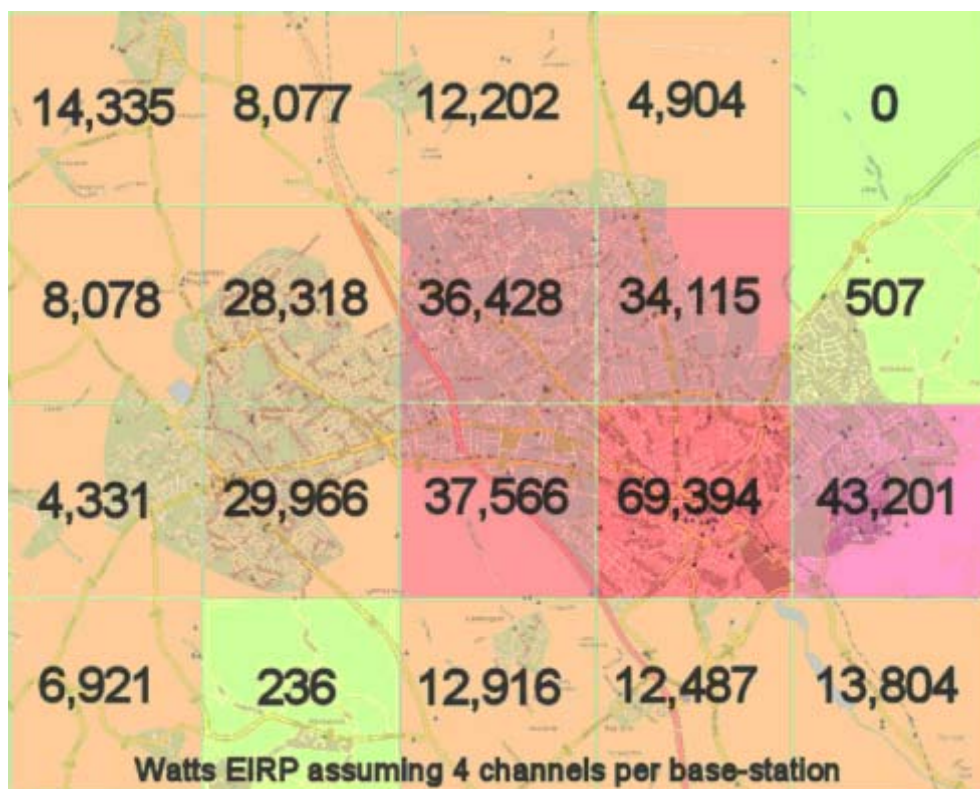 14,335 8,077 12,202 4,904 0
8,078 28,318 36,428 34,115 507
4,331 29,966 37,566 69,394 43,201
6,921 236 12,916 12,487 13,804
Watts EIRP assuming 4 channels per base-station